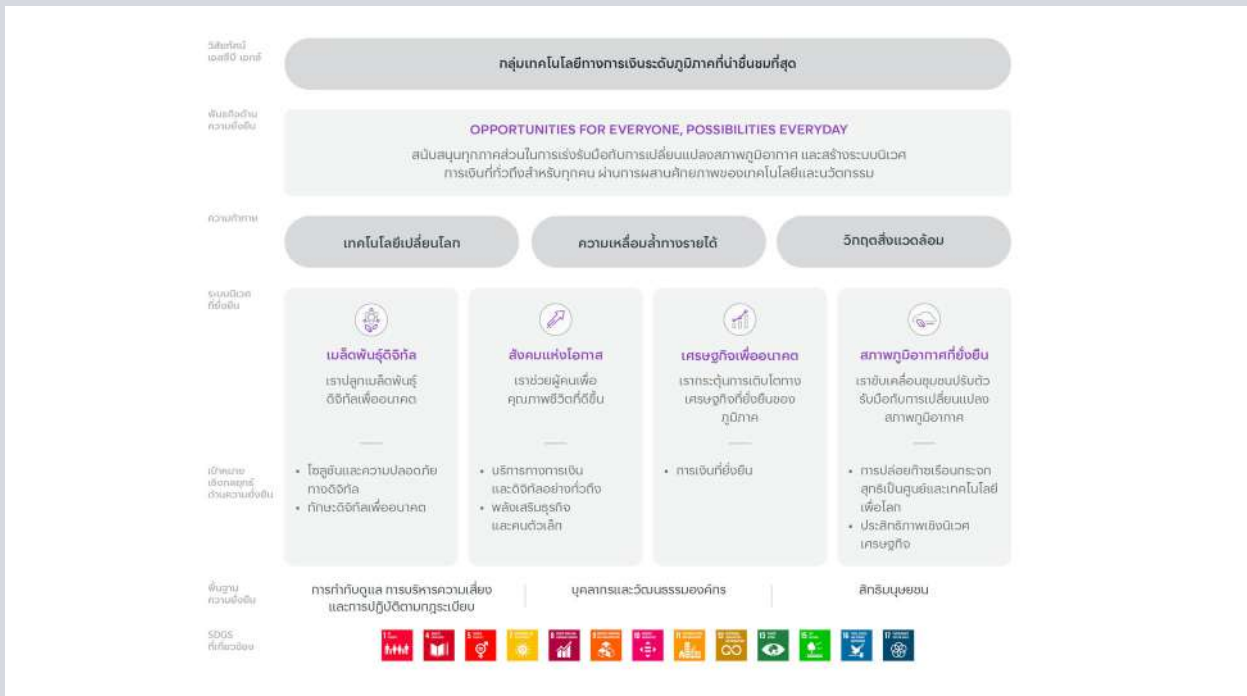 วิสัยทัศน์
เอสซีบี เอกซ์
กลุ่มเทคโนโลยีทางการเงินระดับภูมิภาคที่น่าชื่นชมที่สุด
พันธกิจด้าน
ความยั่งยืน
OPPORTUNITIES FOR EVERYONE, POSSIBILITIES EVERYDAY
สนับสนุนทุกภาคส่วนในการเร่งรับมือกับการเปลี่ยนแปลงสภาพภูมิอากาศ และสร้างระบบนิเวศ
การเงินที่ทั่วถึงสำหรับทุกคน ผ่านการผสานศักยภาพของเทคโนโลยีและนวัตกรรม
ความท้าทาย
เทคโนโลยีเปลี่ยนโลก
ความเหลื่อมล้ำทางรายได้
วิกฤตสิ่งแวดล้อม
ระบบนิเวศ
ที่ยั่งยืน
เมล็ดพันธุ์ดิจิทัล
เราปลูกเมล็ดพันธุ์
ดิจิทัลเพื่ออนาคต
สังคมแห่งโอกาส
เราช่วยผู้คนเพื่อ
คุณภาพชีวิตที่ดีขึ้น
เศรษฐกิจเพื่ออนาคต
เรากระตุ้นการเติบโตทาง
เศรษฐกิจที่ยั่งยืนของ
ภูมิภาค
สภาพภูมิอากาศที่ยั่งยืน
เราขับเคลื่อนชุมชนปรับตัว
รับมือกับการเปลี่ยนแปลง
สภาพภูมิอากาศ
เป้าหมาย
เชิงกลยุทธ์
ด้านความยั่งยืน
• โซลูชันและความปลอดภัย
ทางดิจิทัล
• ทักษะดิจิทัลเพื่ออนาคต
• บริการทางการเงิน
และดิจิทัลอย่างทั่วถึง
• พลังเสริมธุรกิจ
และคนตัวเล็ก
• การเงินที่ยั่งยืน
• การปล่อยก๊าซเรือนกระจก
สุทธิเป็นศูนย์และเทคโนโลยี
เพื่อโลก
• ประสิทธิภาพเชิงนิเวศ
เศรษฐกิจ
พื้นฐาน
ความยั่งยืน
การกำกับดูแล การบริหารความเสี่ยง
และการปฏิบัติตามกฎระเบียบ
บุคลากรและวัฒนธรรมองค์กร
สิทธิมนุษยชน
SDGS
ที่เกี่ยวข้อง
1
4
5
7
8
9
10
11
12
13
15
16
17